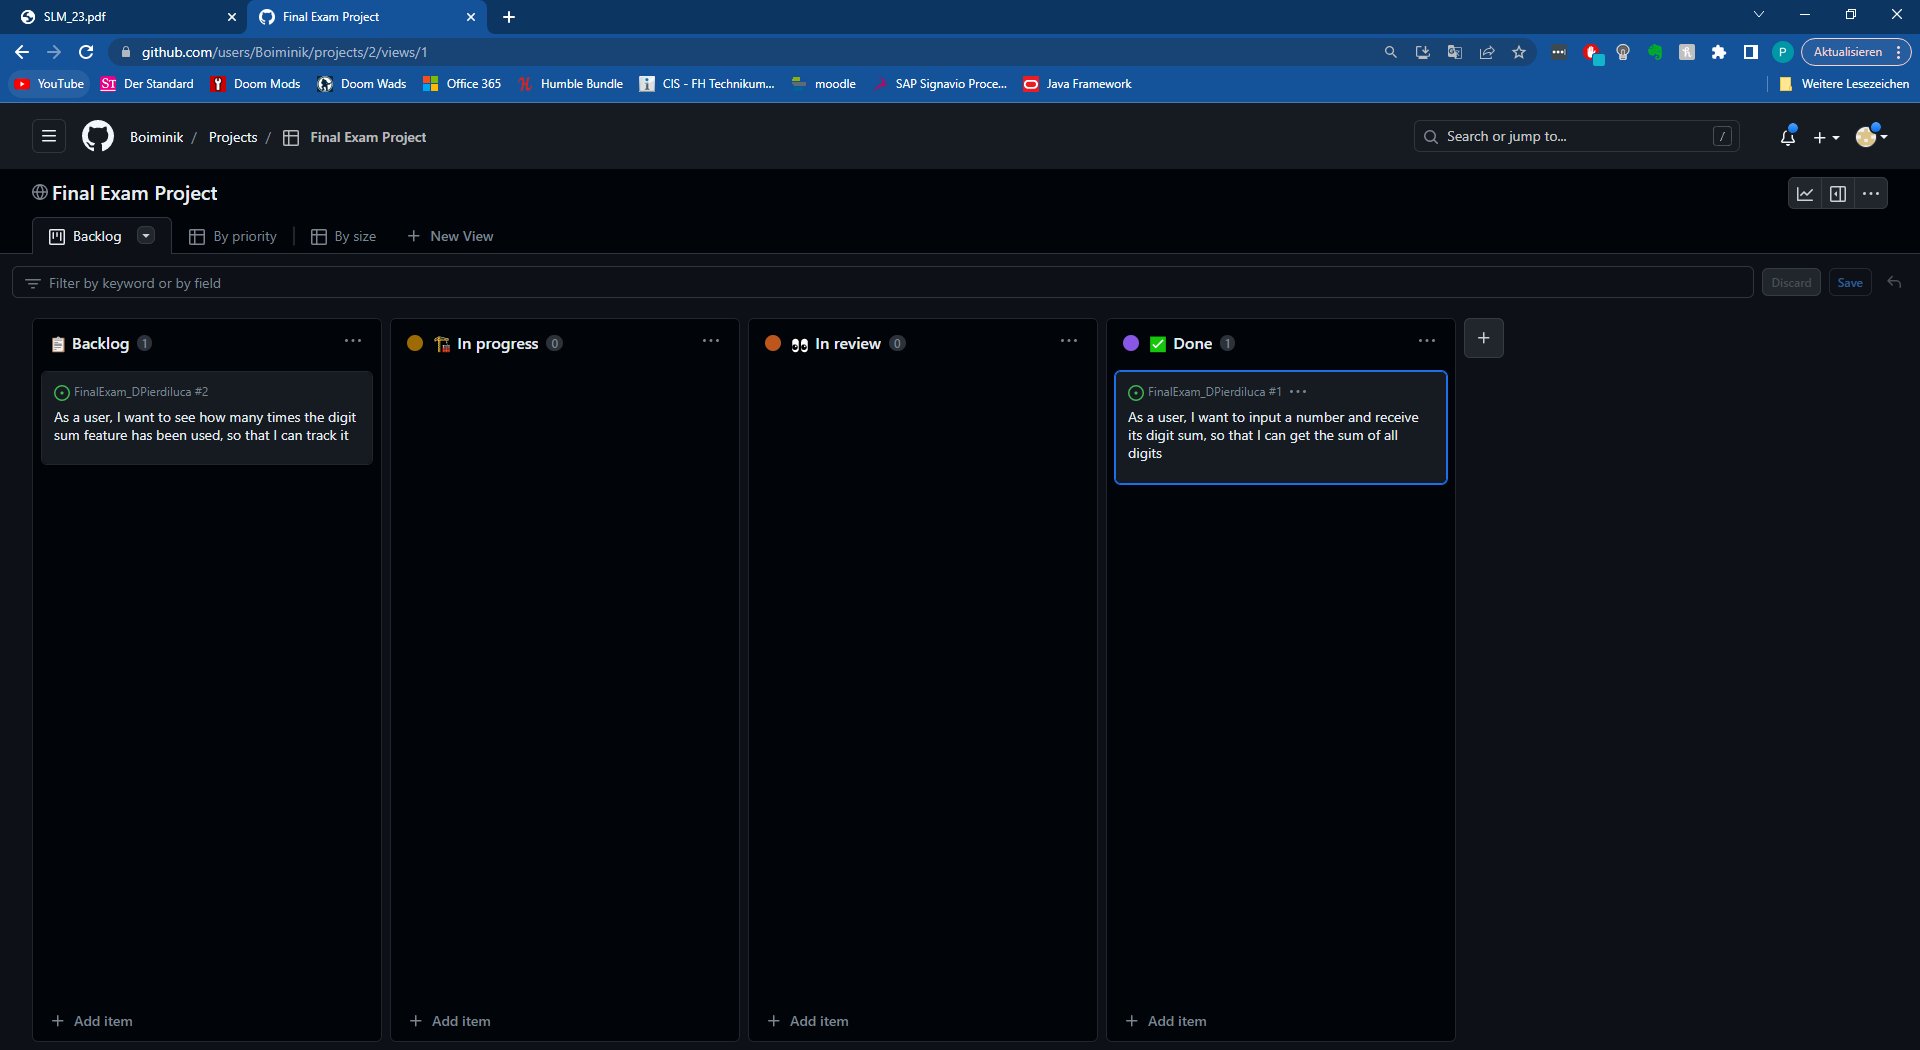 SLM_23.pdf
Final Exam Project
github.com/users/Boiminik/projects/2/views/1
P
Aktualisieren
YouTube
ST Der Standard
Doom Mods
Doom Wads
Office 365
Humble Bundle
CIS - FH Technikum...
moodle
SAP Signavio Proce...
Java Framework
Weitere Lesezeichen
Boiminik / Projects / Final Exam Project
Search or jump to...
/
Final Exam Project
Backlog
By priority
By size
New View
Filter by keyword or by field
Discard
Save
Backlog 1
FinalExam_DPierdiluca #2
As a user, I want to see how many times the digit
sum feature has been used, so that I can track it
Add item
In progress 0
Add item
In review 0
Add item
Done 1
FinalExam_DPierdiluca #1
As a user, I want to input a number and receive
its digit sum, so that I can get the sum of all
digits
Add item